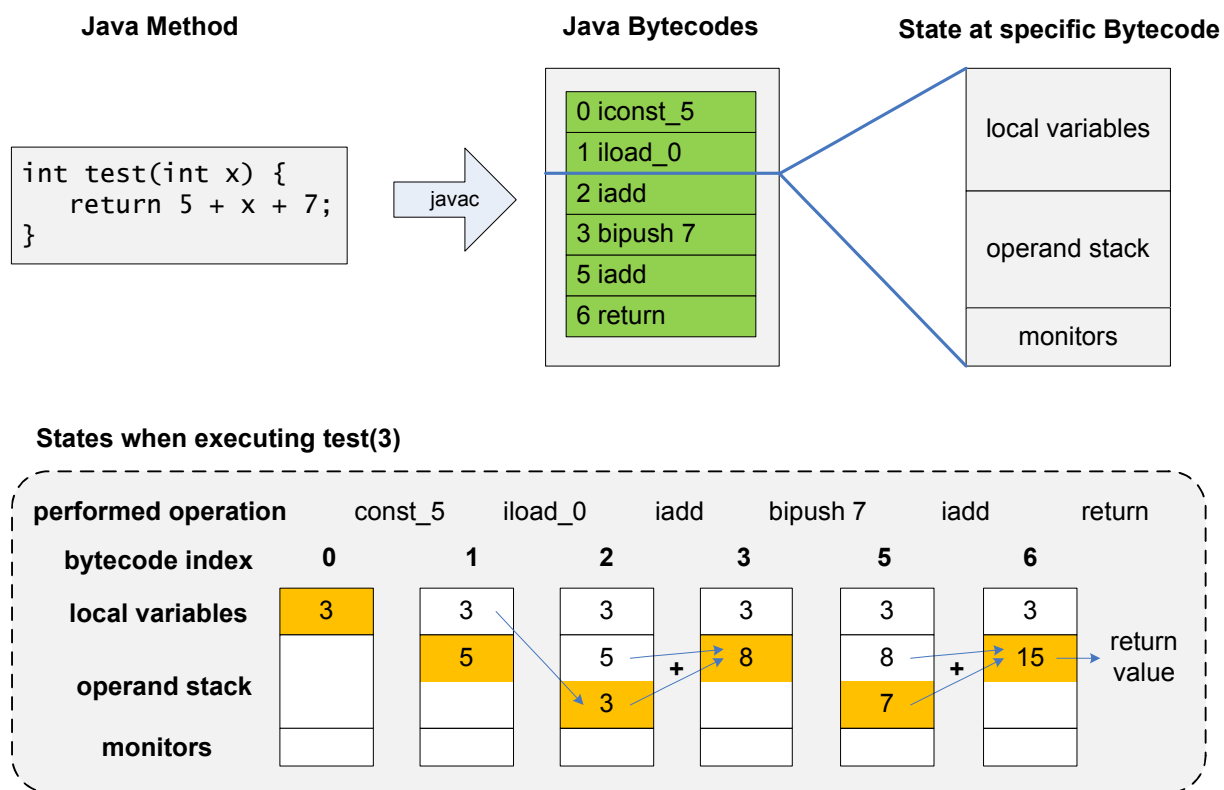 Java Method
Java Bytecodes
State at specific Bytecode
int test(int x) {
return 5 + x + 7;
}
javac
0 iconst_5
1 iload_0
2 iadd
3 bipush 7
5 iadd
6 return
local variables
operand stack
monitors
States when executing test(3)
performed operation const_5 iload_0 iadd bipush 7 iadd return
bytecode index 0 1 2 3 5 6
local variables 3 3 3 3 3 3
operand stack
5 5 + 8 8 + 15
3 7
return
value
monitors